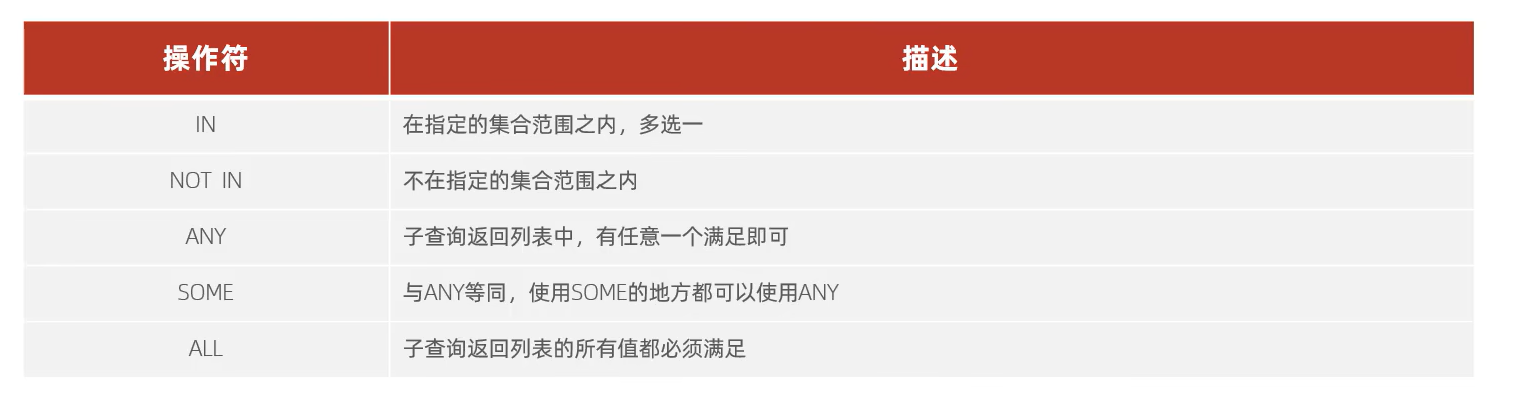 操作符 描述
IN 在指定的集合范围之内，多选一
NOT IN 不在指定的集合范围之内
ANY 子查询返回列表中，有任意一个满足即可
SOME 与ANY等同，使用SOME的地方都可以使用ANY
ALL 子查询返回列表的所有值都必须满足